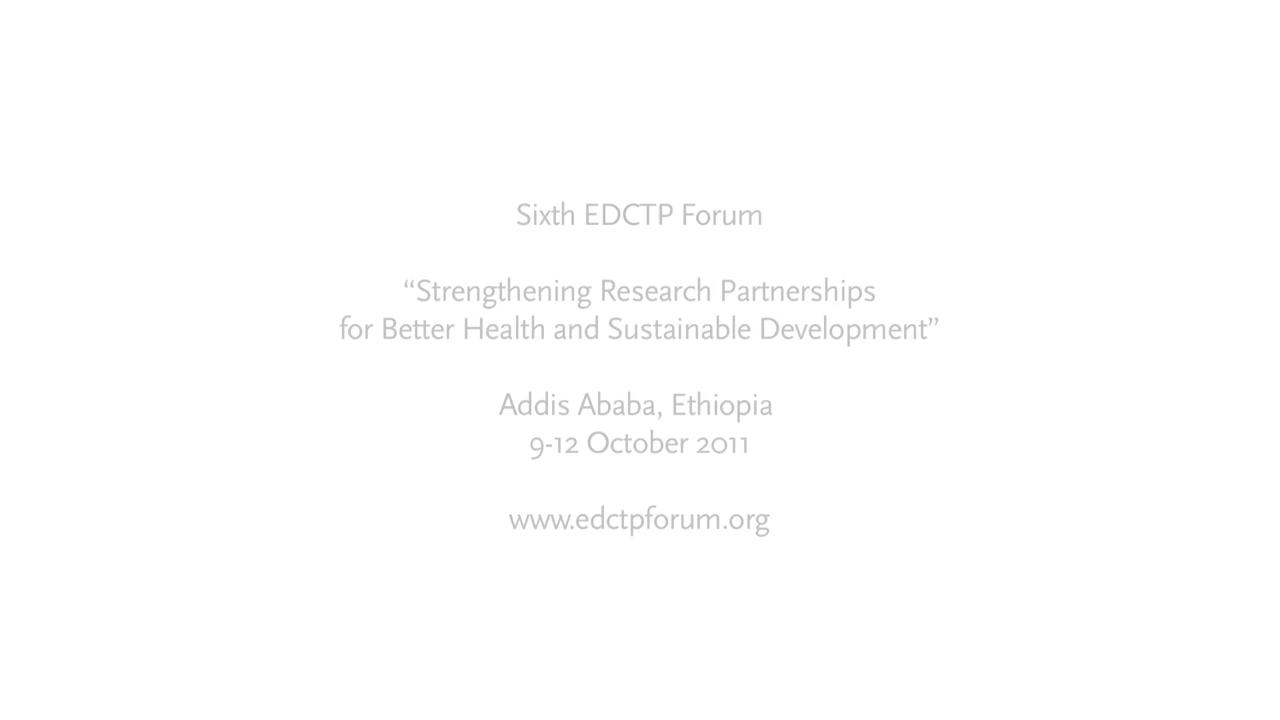 Sixth EDCTP Forum
“Strengthening Research Partnerships
for Better Health and Sustainable Development”
Addis Ababa, Ethiopia
9-12 October 2011
www.edctpforum.org